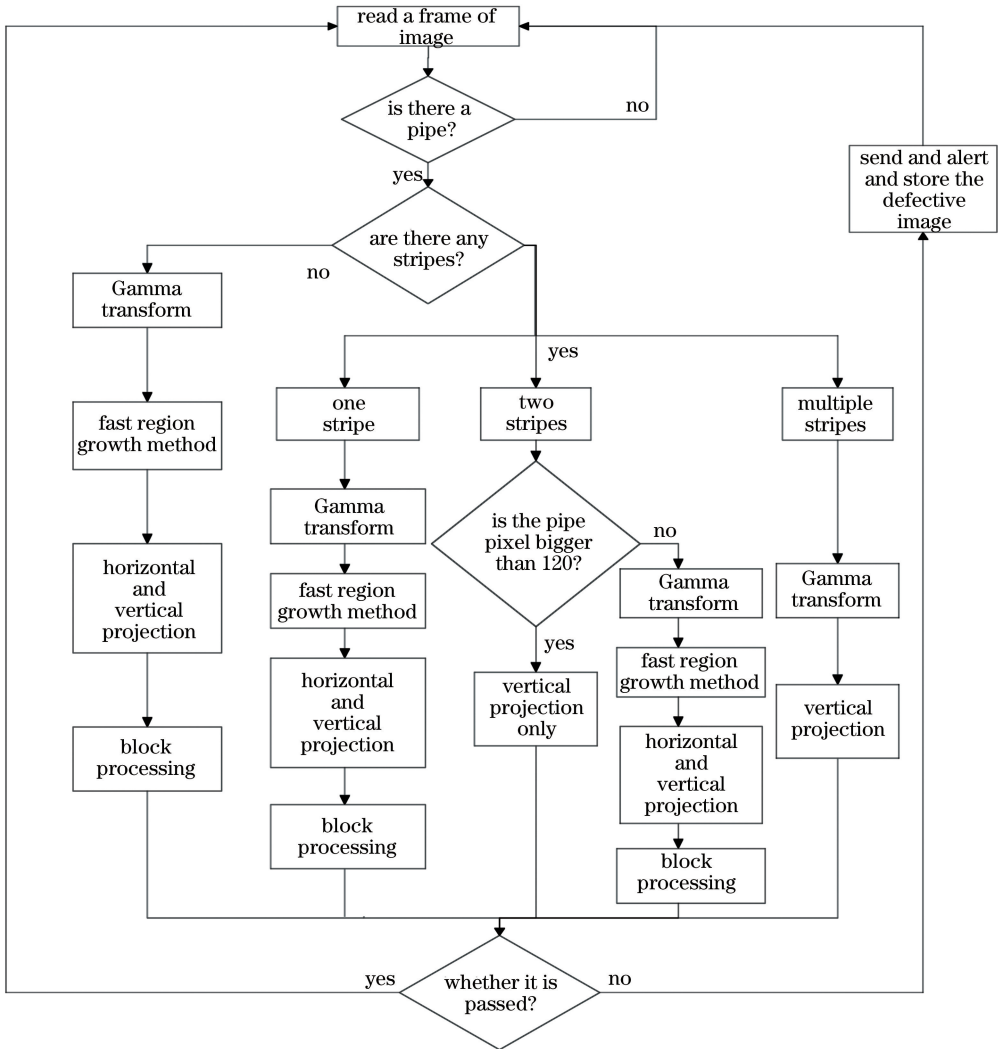 read a frame of
image
is there a
pipe?
no
yes
send and alert
and store the
defective
image
are there any
stripes?
no
yes
Gamma
transform
fast region
growth method
horizontal
and
vertical
projection
block
processing
one
stripe
Gamma
transform
fast region
growth method
horizontal
and
vertical
projection
block
processing
two
stripes
is the pipe
pixel bigger
than 120?
no
yes
vertical
projection
only
Gamma
transform
fast region
growth method
horizontal
and
vertical
projection
block
processing
multiple
stripes
Gamma
transform
vertical
projection
yes
whether it is
passed?
no